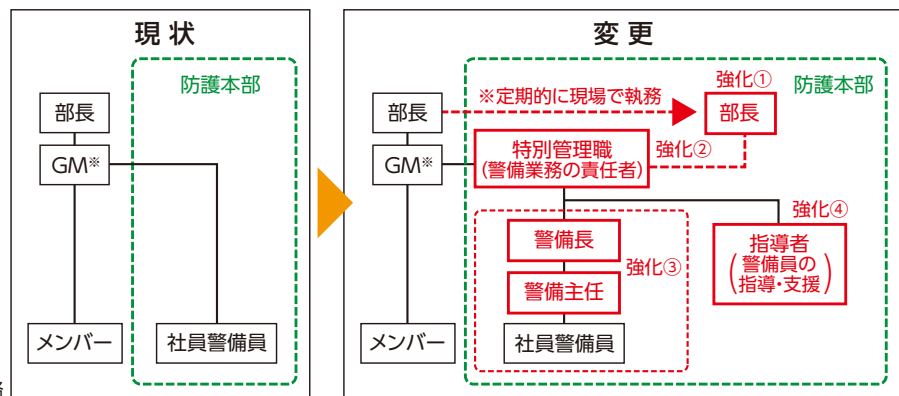 現状
防護本部
部長
GM※
メンバー
社員警備員
変更
防護本部
強化①
部長
※定期的に現場で執務
部長
GM※
特別管理職
(警備業務の責任者)
強化②
強化④
指導者
(警備員の
指導・支援)
警備長
強化③
警備主任
メンバー
社員警備員